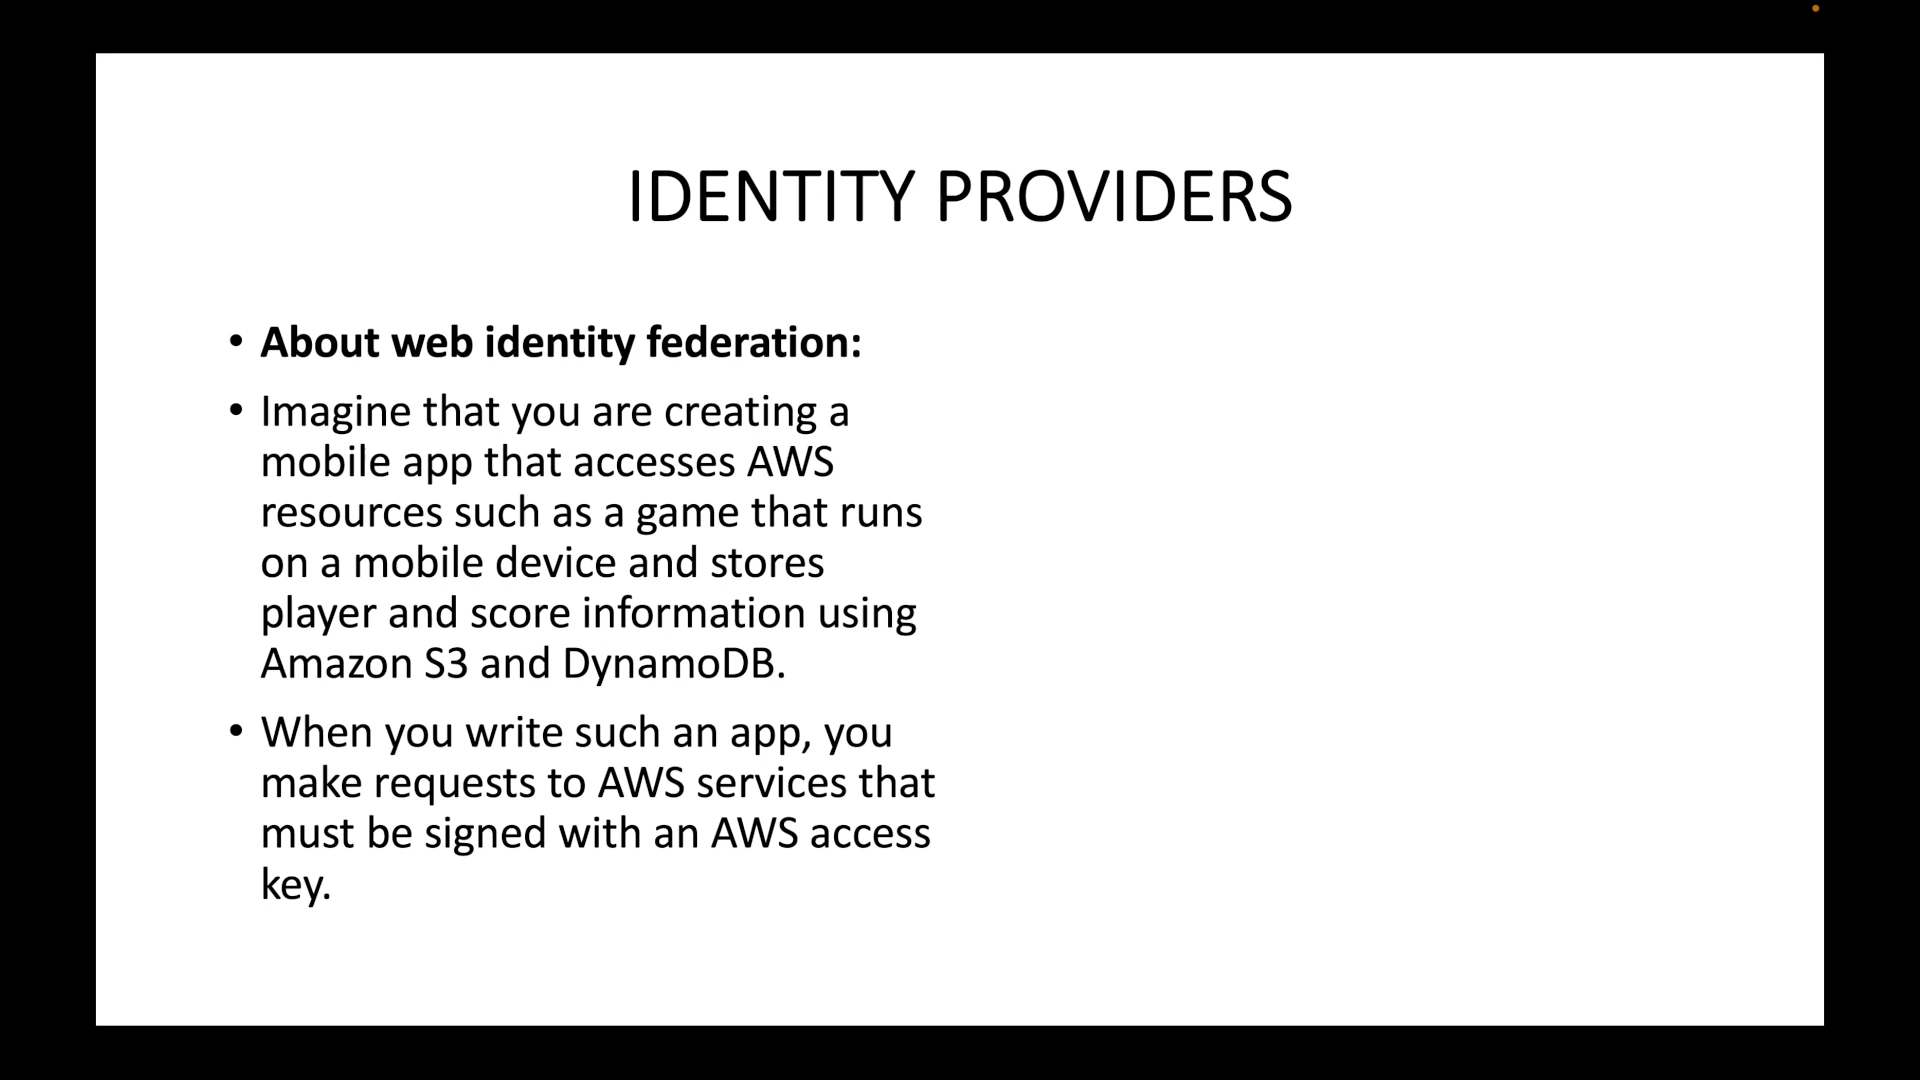 IDENTITY PROVIDERS
• About web identity federation:
• Imagine that you are creating a
mobile app that accesses AWS
resources such as a game that runs
on a mobile device and stores
player and score information using
Amazon S3 and DynamoDB.
• When you write such an app, you
make requests to AWS services that
must be signed with an AWS access
key.